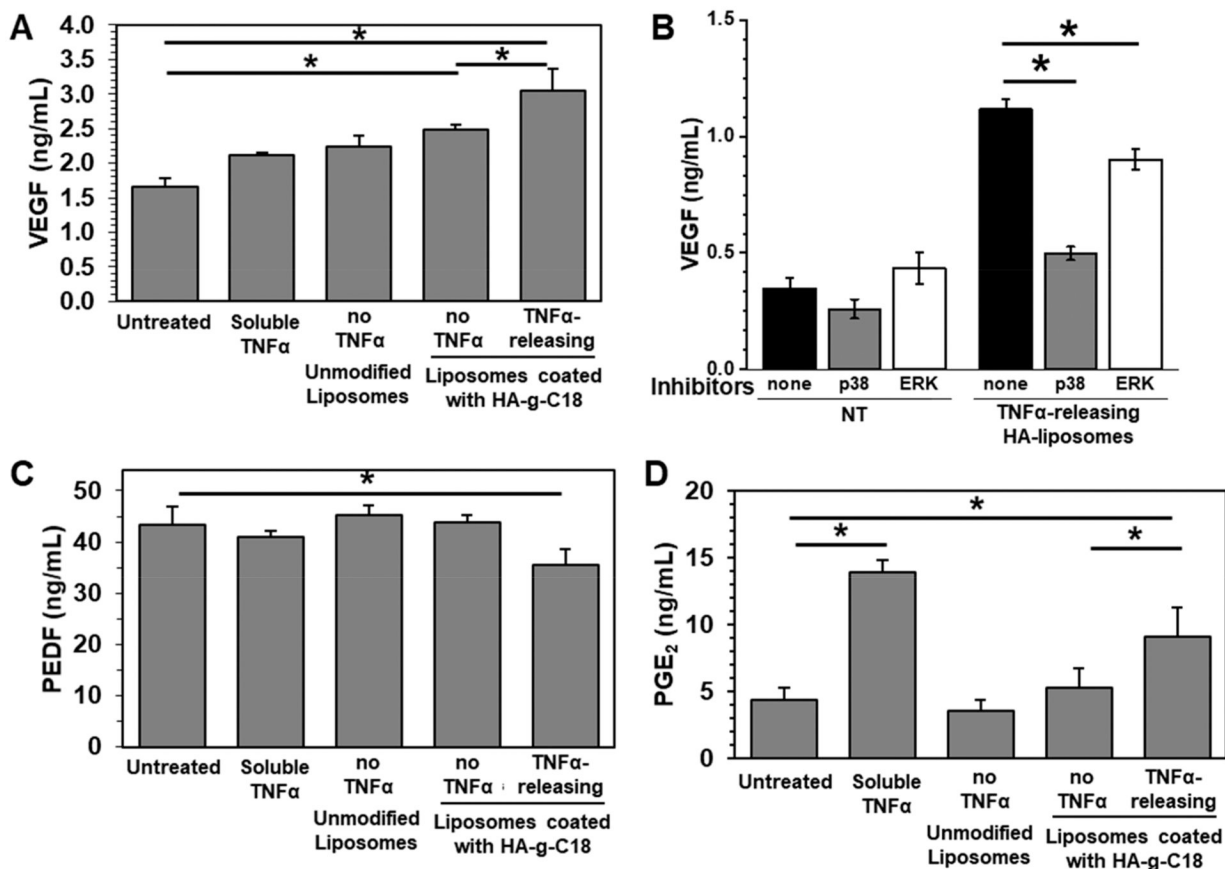 A
VEGF (ng/mL)
4.0
3.5
3.0
2.5
2.0
1.5
1.0
0.5
0.0
*
*
*
Untreated
Soluble
TNFα
no
TNFα
no
TNFα
TNFα-
releasing
Unmodified
Liposomes
Liposomes coated
with HA-g-C18
B
VEGF (ng/mL)
1.5
1.0
0.5
0.0
*
*
Inhibitors none p38 ERK none p38 ERK
NT
TNFα-releasing
HA-liposomes
C
PEDF (ng/mL)
50
40
30
20
10
0
*
Untreated
Soluble
TNFα
no
TNFα
no
TNFα
TNFα-
releasing
Unmodified
Liposomes
Liposomes coated
with HA-g-C18
D
PGE₂ (ng/mL)
20
15
10
5
0
*
*
*
Untreated
Soluble
TNFα
no
TNFα
no
TNFα
TNFα-
releasing
Unmodified
Liposomes
Liposomes coated
with HA-g-C18